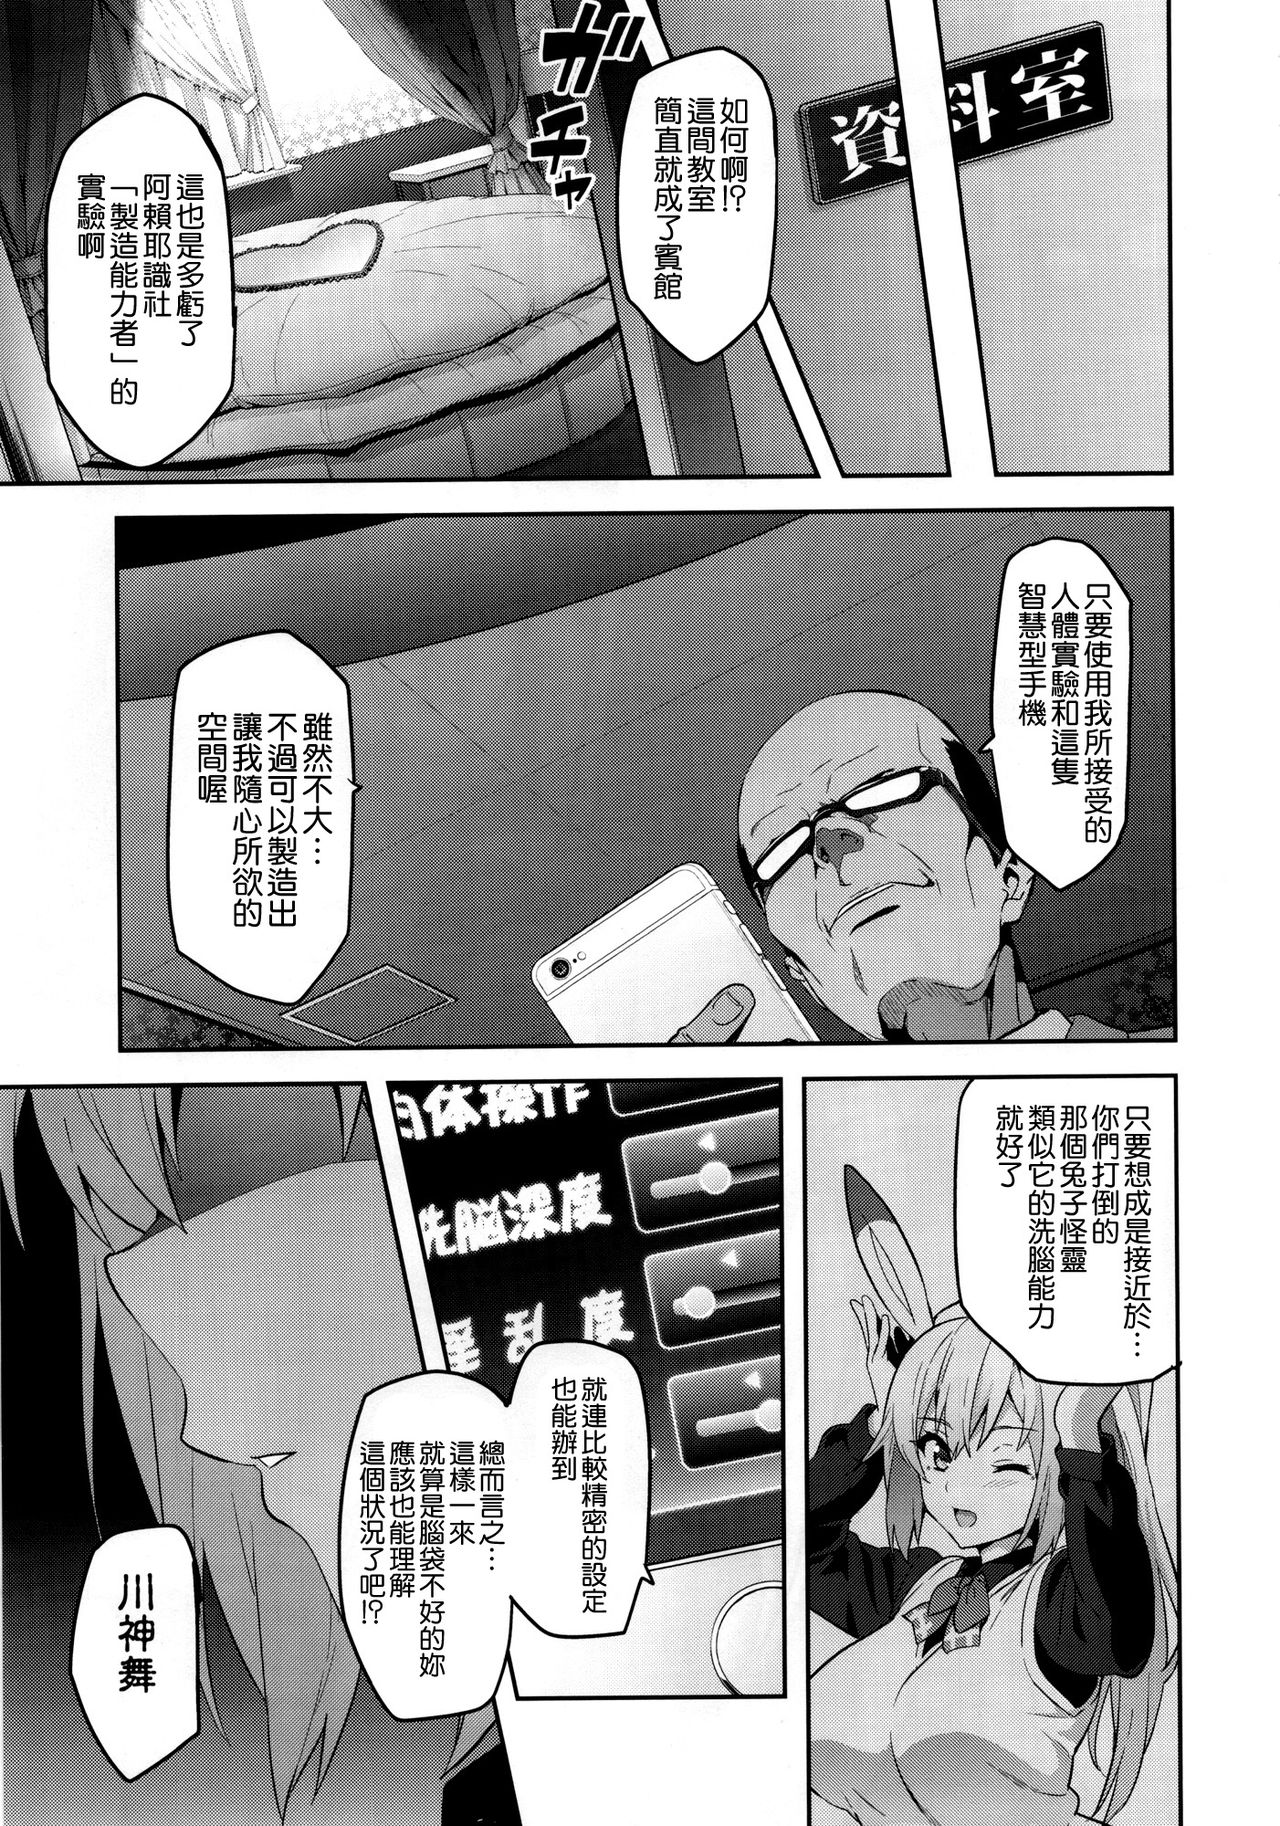 資料室
ガチャ
如何啊!?
這間教室
簡直就成了賓館
這也是多虧了
阿賴耶識社
「製造能力者」的
實驗啊
只要使用我所接受的
人體實驗和這隻
智慧型手機
雖然不大…
不過可以製造出
讓我隨心所欲的
空間喔
只要想成是接近於…
你們打倒的
那個兔子怪靈
類似它的洗腦能力
就好了
体操TF
洗脳深度
淫乱度
就連比較精密的設定
也能辦到
總而言之…
這樣一來
就算是腦袋不好的妳
應該也能理解
這個狀況了吧!?
川神舞